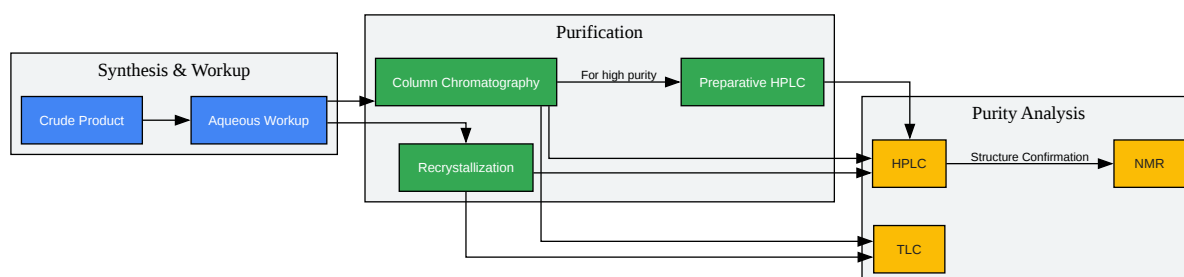 Synthesis & Workup
Crude Product
Aqueous Workup
Purification
Column Chromatography
For high purity
Preparative HPLC
Recrystallization
Purity Analysis
HPLC
Structure Confirmation
NMR
TLC